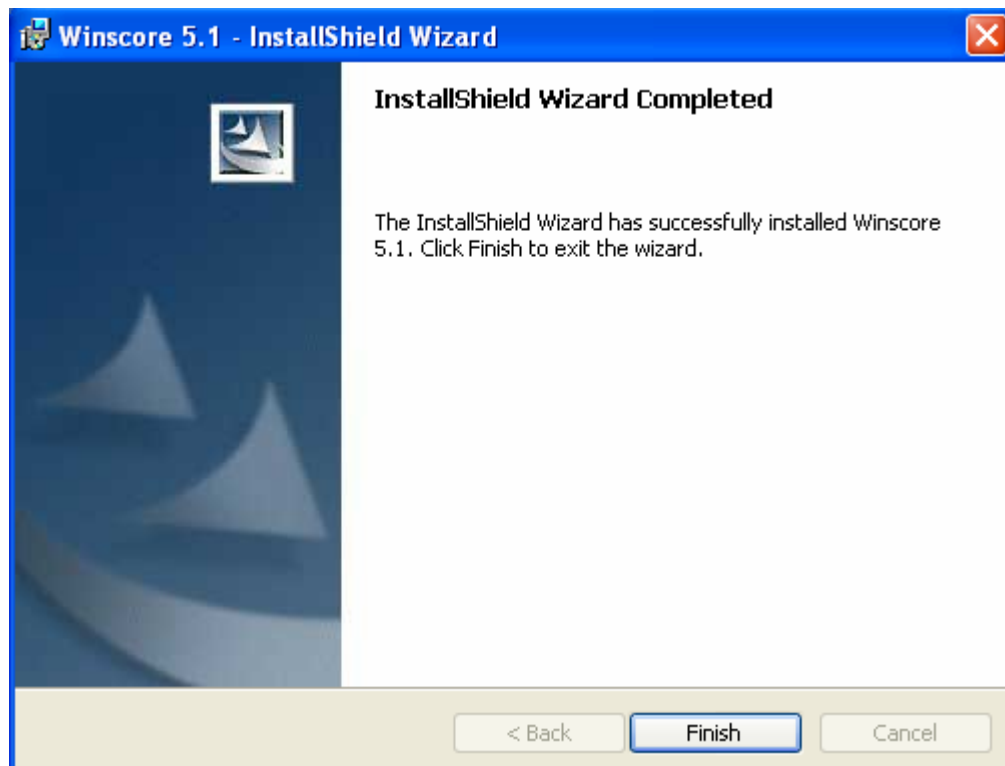 Winscore 5.1 - InstallShield Wizard
InstallShield Wizard Completed
The InstallShield Wizard has successfully installed Winscore
5.1. Click Finish to exit the wizard.
< Back Finish Cancel